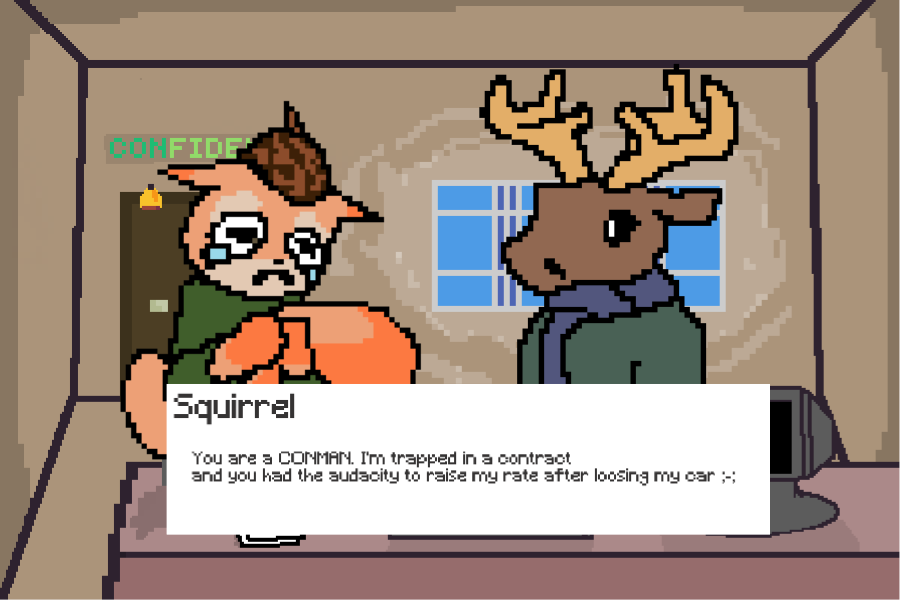 CONFIDE
Squirrel
You are a CONMAN. I'm trapped in a contract
and you had the audacity to raise my rate after loosing my car ;-;